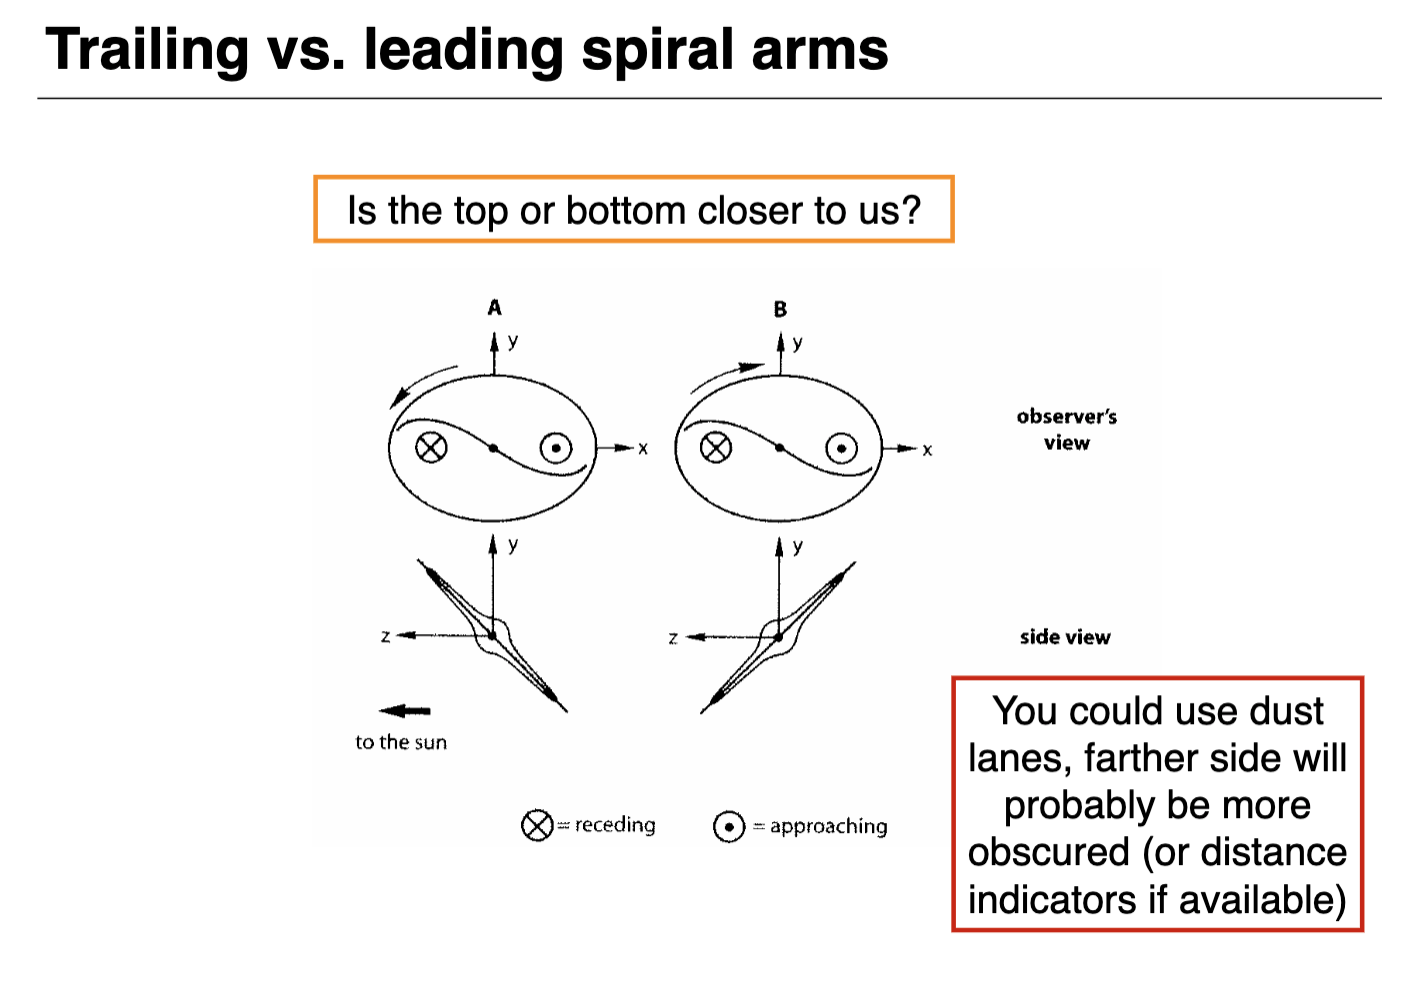 Trailing vs. leading spiral arms
Is the top or bottom closer to us?
A
B
y
y
x
x
observer's
view
y
y
z
z
side view
to the sun
You could use dust
lanes, farther side will
probably be more
obscured (or distance
indicators if available)
= receding
= approaching